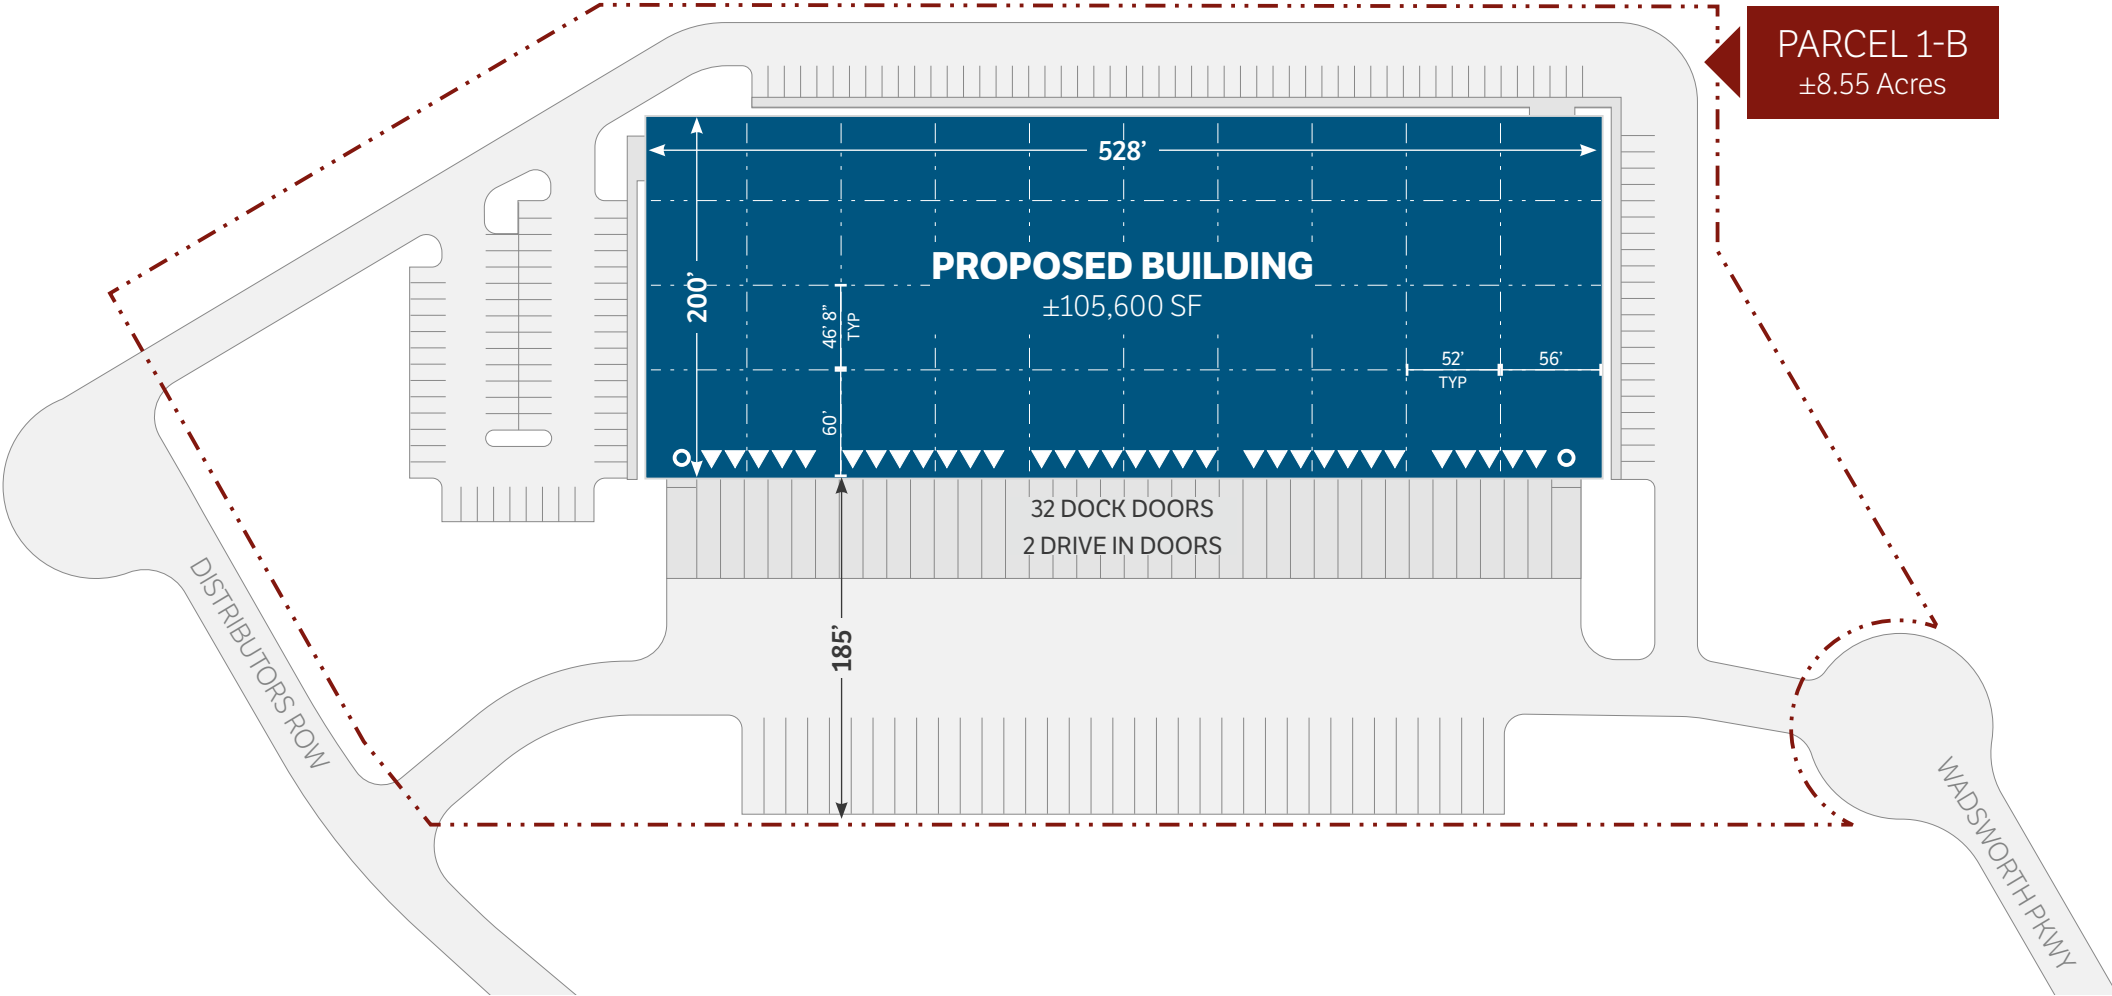 PARCEL 1-B
±8.55 Acres
528’
PROPOSED BUILDING
±105,600 SF
200’
46’ 8”
TYP
52’
TYP
56’
60’
32 DOCK DOORS
2 DRIVE IN DOORS
185’
DISTRIBUTORS ROW
WADSWORTH PKWY